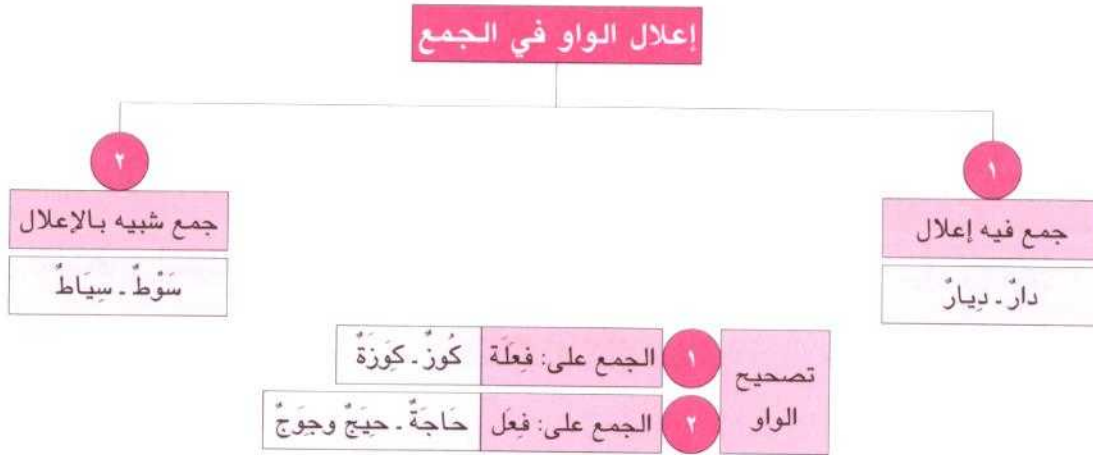 إعلال الواو في الجمع
١
جمع فيه إعلال
دارٌ ـ دِيارٌ
٢
جمع شبيه بالإعلال
سَوْطٌ ـ سِيَاطٌ
تصحيح الواو
١ الجمع على: فِعَلَة كُوزٌ ـ كِوَزَةٌ
٢ الجمع على: فِعَل حَاجَةٌ ـ حِيَجٌ وحِوَجٌ